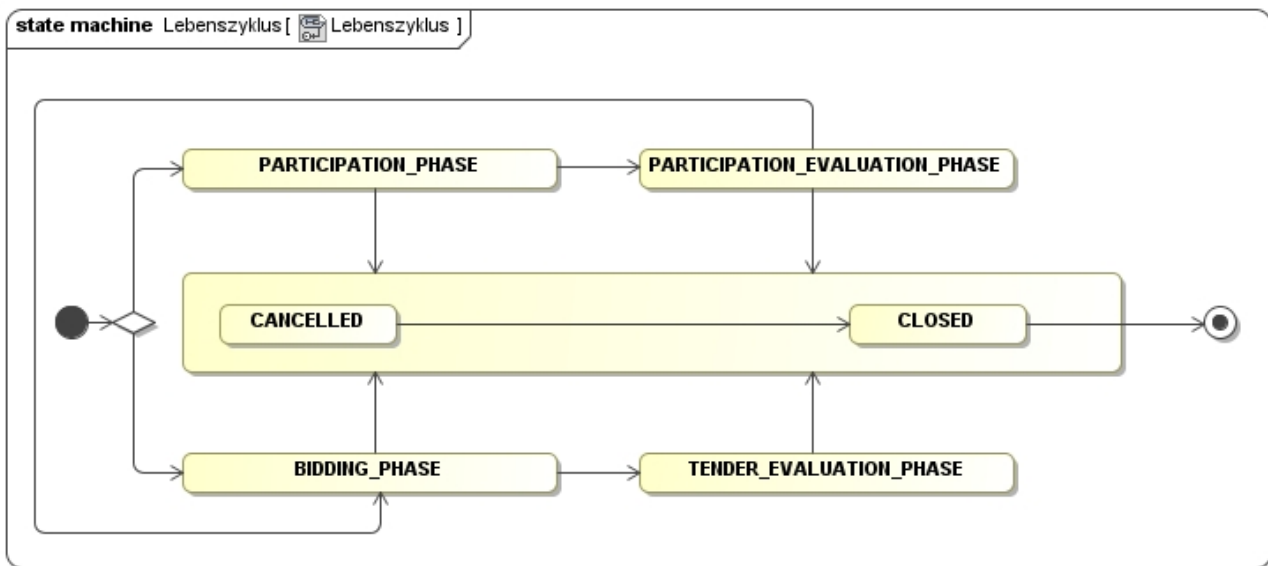 state machine Lebenszyklus [ Lebenszyklus ]
PARTICIPATION_PHASE
PARTICIPATION_EVALUATION_PHASE
CANCELLED
CLOSED
BIDDING_PHASE
TENDER_EVALUATION_PHASE